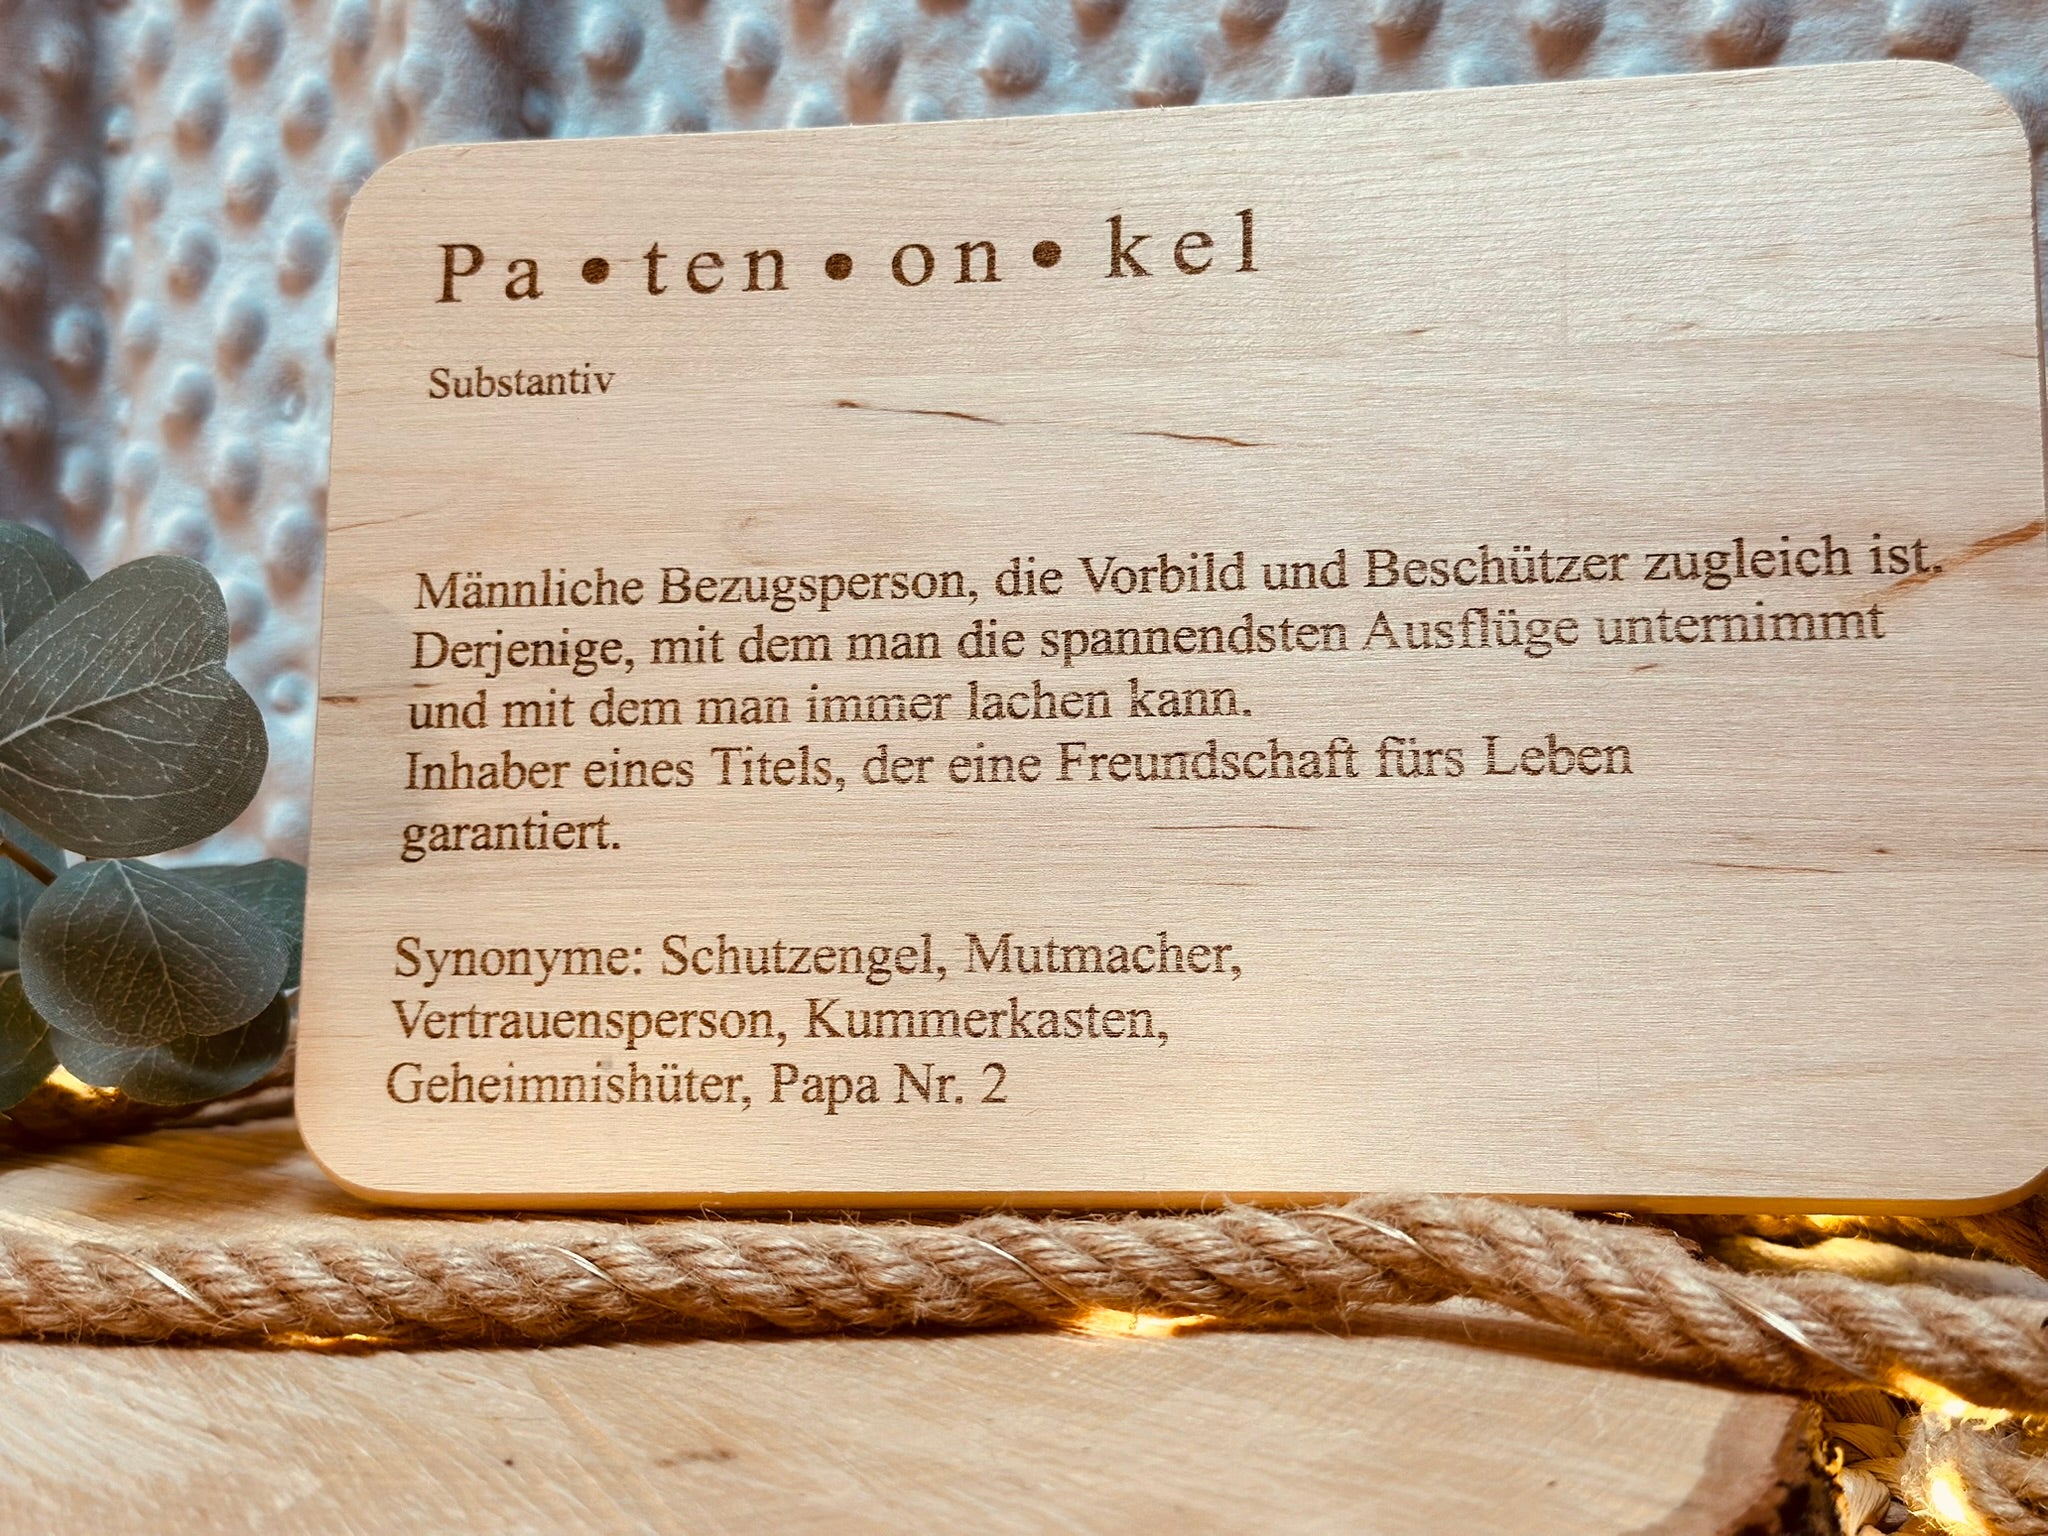 Pa•ten•on•kel
Substantiv
Männliche Bezugsperson, die Vorbild und Beschützer zugleich ist.
Derjenige, mit dem man die spannendsten Ausflüge unternimmt
und mit dem man immer lachen kann.
Inhaber eines Titels, der eine Freundschaft fürs Leben
garantiert.
Synonyme: Schutzengel, Mutmacher,
Vertrauensperson, Kummerkasten,
Geheimnishüter, Papa Nr. 2